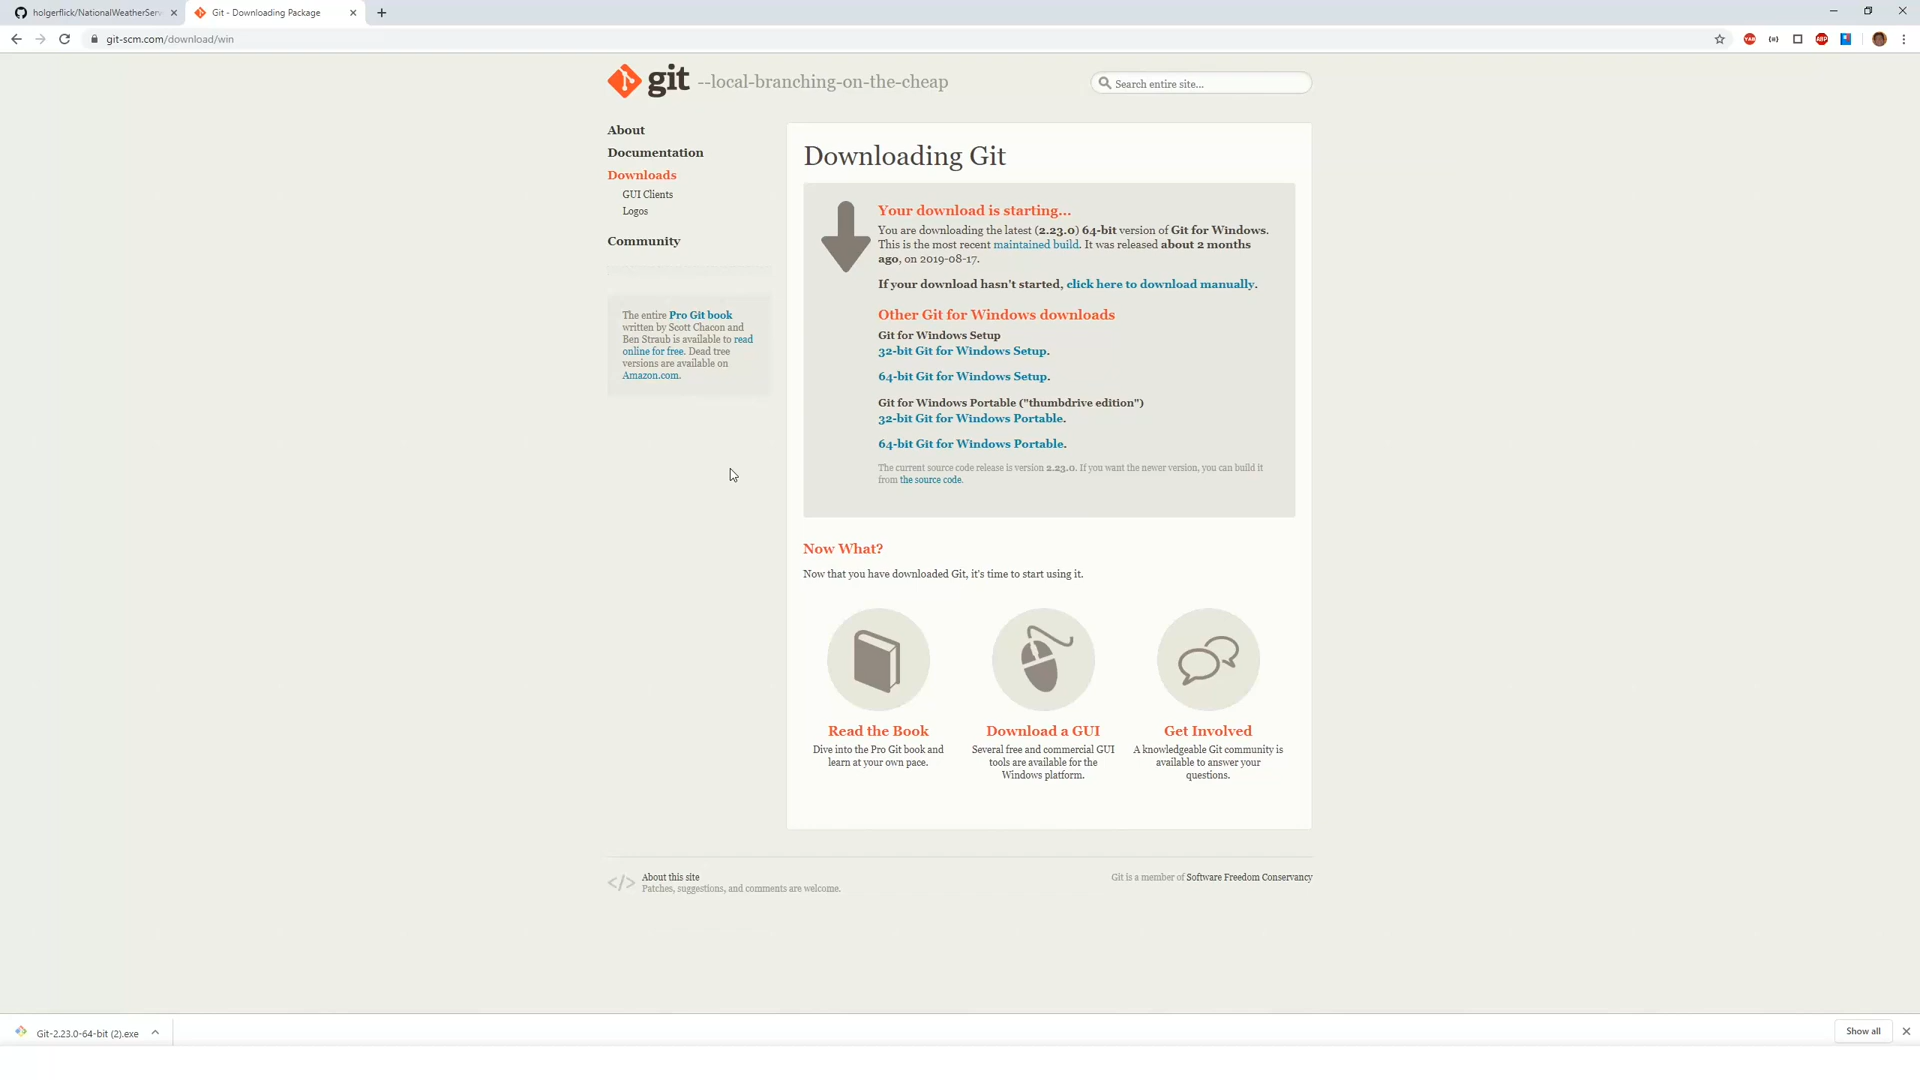 holgerflick/NationalWeatherServ
Git - Downloading Package
git-scm.com/download/win
ABP
git --local-branching-on-the-cheap
Search entire site...
About
Documentation
Downloads
GUI Clients
Logos
Community
The entire Pro Git book
written by Scott Chacon and
Ben Straub is available to read
online for free. Dead tree
versions are available on
Amazon.com.
Downloading Git
Your download is starting...
You are downloading the latest (2.23.0) 64-bit version of Git for Windows.
This is the most recent maintained build. It was released about 2 months
ago, on 2019-08-17.
If your download hasn't started, click here to download manually.
Other Git for Windows downloads
Git for Windows Setup
32-bit Git for Windows Setup.
64-bit Git for Windows Setup.
Git for Windows Portable ("thumbdrive edition")
32-bit Git for Windows Portable.
64-bit Git for Windows Portable.
The current source code release is version 2.23.0. If you want the newer version, you can build it
from the source code.
Now What?
Now that you have downloaded Git, it's time to start using it.
Read the Book
Dive into the Pro Git book and
learn at your own pace.
Download a GUI
Several free and commercial GUI
tools are available for the
Windows platform.
Get Involved
A knowledgeable Git community is
available to answer your
questions.
</> About this site
Patches, suggestions, and comments are welcome.
Git is a member of Software Freedom Conservancy
Git-2.23.0-64-bit (2).exe
Show all